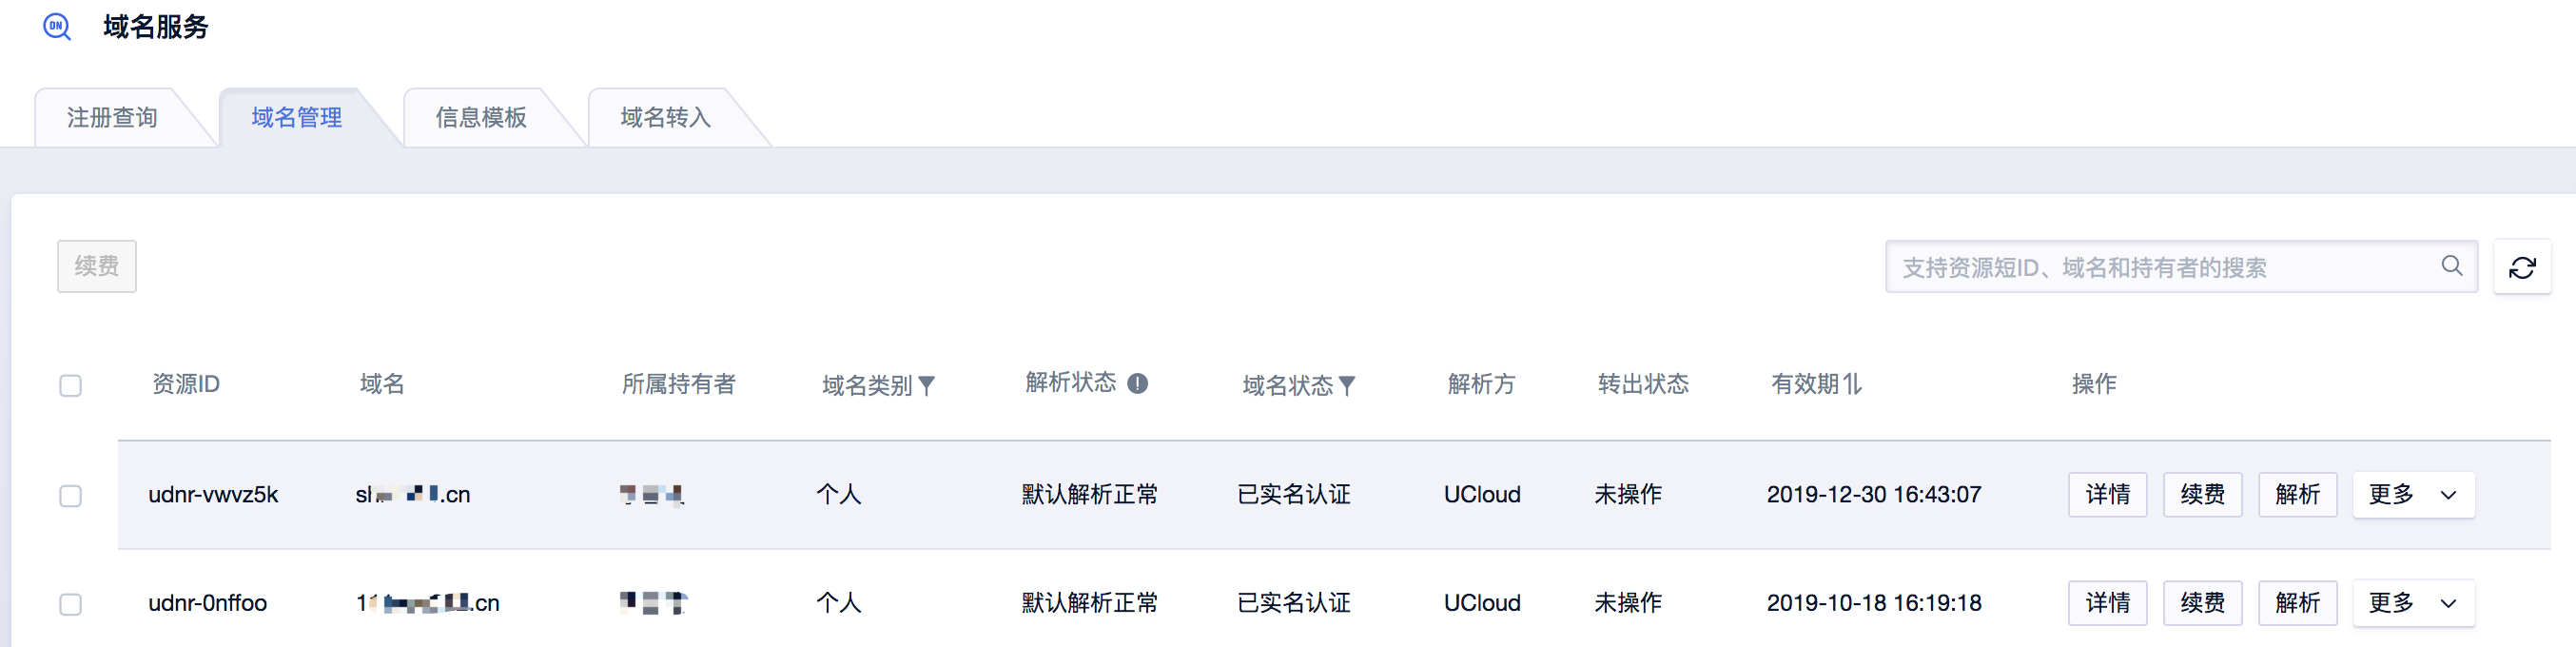 域名服务
注册查询 域名管理 信息模板 域名转入
续费 支持资源短ID、域名和持有者的搜索
资源ID 域名 所属持有者 域名类别 解析状态 域名状态 解析方 转出状态 有效期 操作
udnr-vwvz5k .cn 个人 默认解析正常 已实名认证 UCloud 未操作 2019-12-30 16:43:07 详情 续费 解析 更多
udnr-0nffoo .cn 个人 默认解析正常 已实名认证 UCloud 未操作 2019-10-18 16:19:18 详情 续费 解析 更多